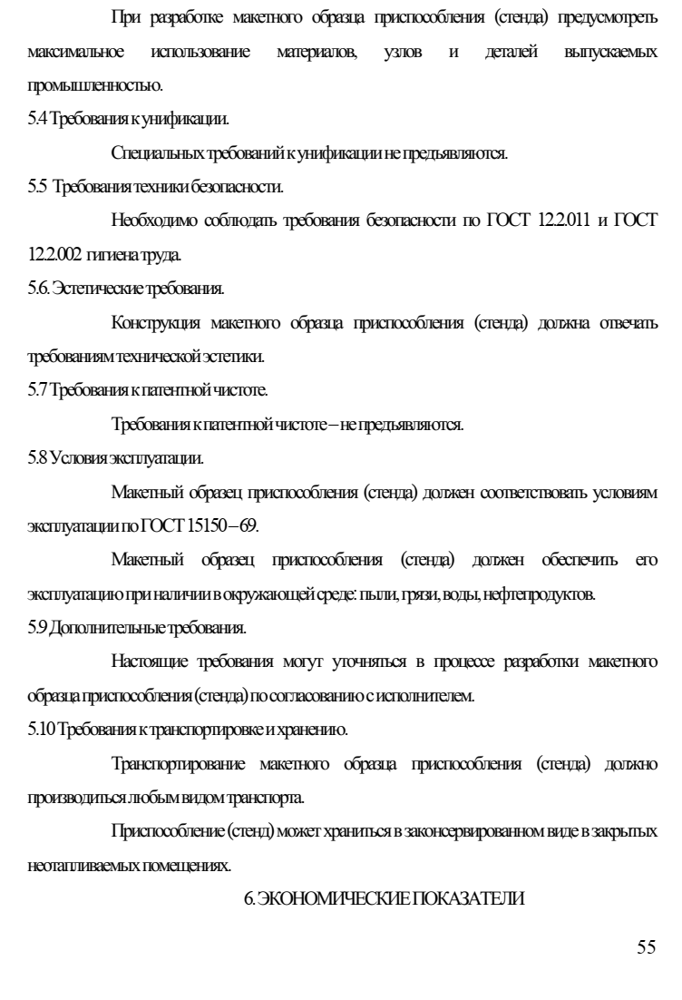 При разработке макетного образца приспособления (стенда) предусмотреть
максимальное использование материалов, узлов и деталей выпускаемых
промышленностью.
5.4 Требования к унификации.
Специальных требований к унификации не предъявляются.
5.5 Требования техники безопасности.
Необходимо соблюдать требования безопасности по ГОСТ 12.2.011 и ГОСТ
12.2.002 гигиена труда.
5.6. Эстетические требования.
Конструкция макетного образца приспособления (стенда) должна отвечать
требованиям технической эстетики.
5.7 Требования к патентной чистоте.
Требования к патентной чистоте – не предъявляются.
5.8 Условия эксплуатации.
Макетный образец приспособления (стенда) должен соответствовать условиям
эксплуатации по ГОСТ 15150 – 69.
Макетный образец приспособления (стенда) должен обеспечить его
эксплуатацию при наличии в окружающей среде: пыли, грязи, воды, нефтепродуктов.
5.9 Дополнительные требования.
Настоящие требования могут уточняться в процессе разработки макетного
образца приспособления (стенда) по согласованию с исполнителем.
5.10 Требования к транспортировке и хранению.
Транспортирование макетного образца приспособления (стенда) должно
производиться любым видом транспорта.
Приспособление (стенд) может храниться в законсервированном виде в закрытых
неотапливаемых помещениях.
6. ЭКОНОМИЧЕСКИЕ ПОКАЗАТЕЛИ
55